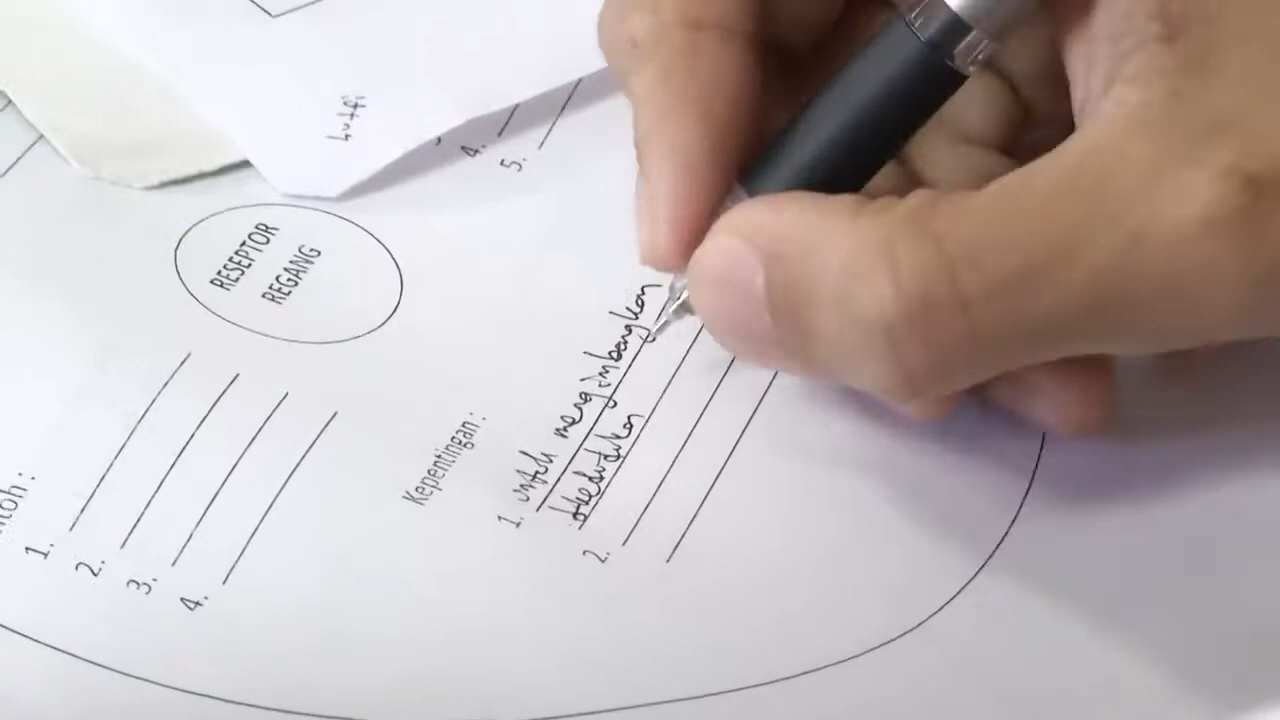 Lutfi
4.
5.
RESEPTOR
REGANG
1.
2.
3.
4.
Kepentingan :
1. untuk mengimbangkan
kedudukan
2.